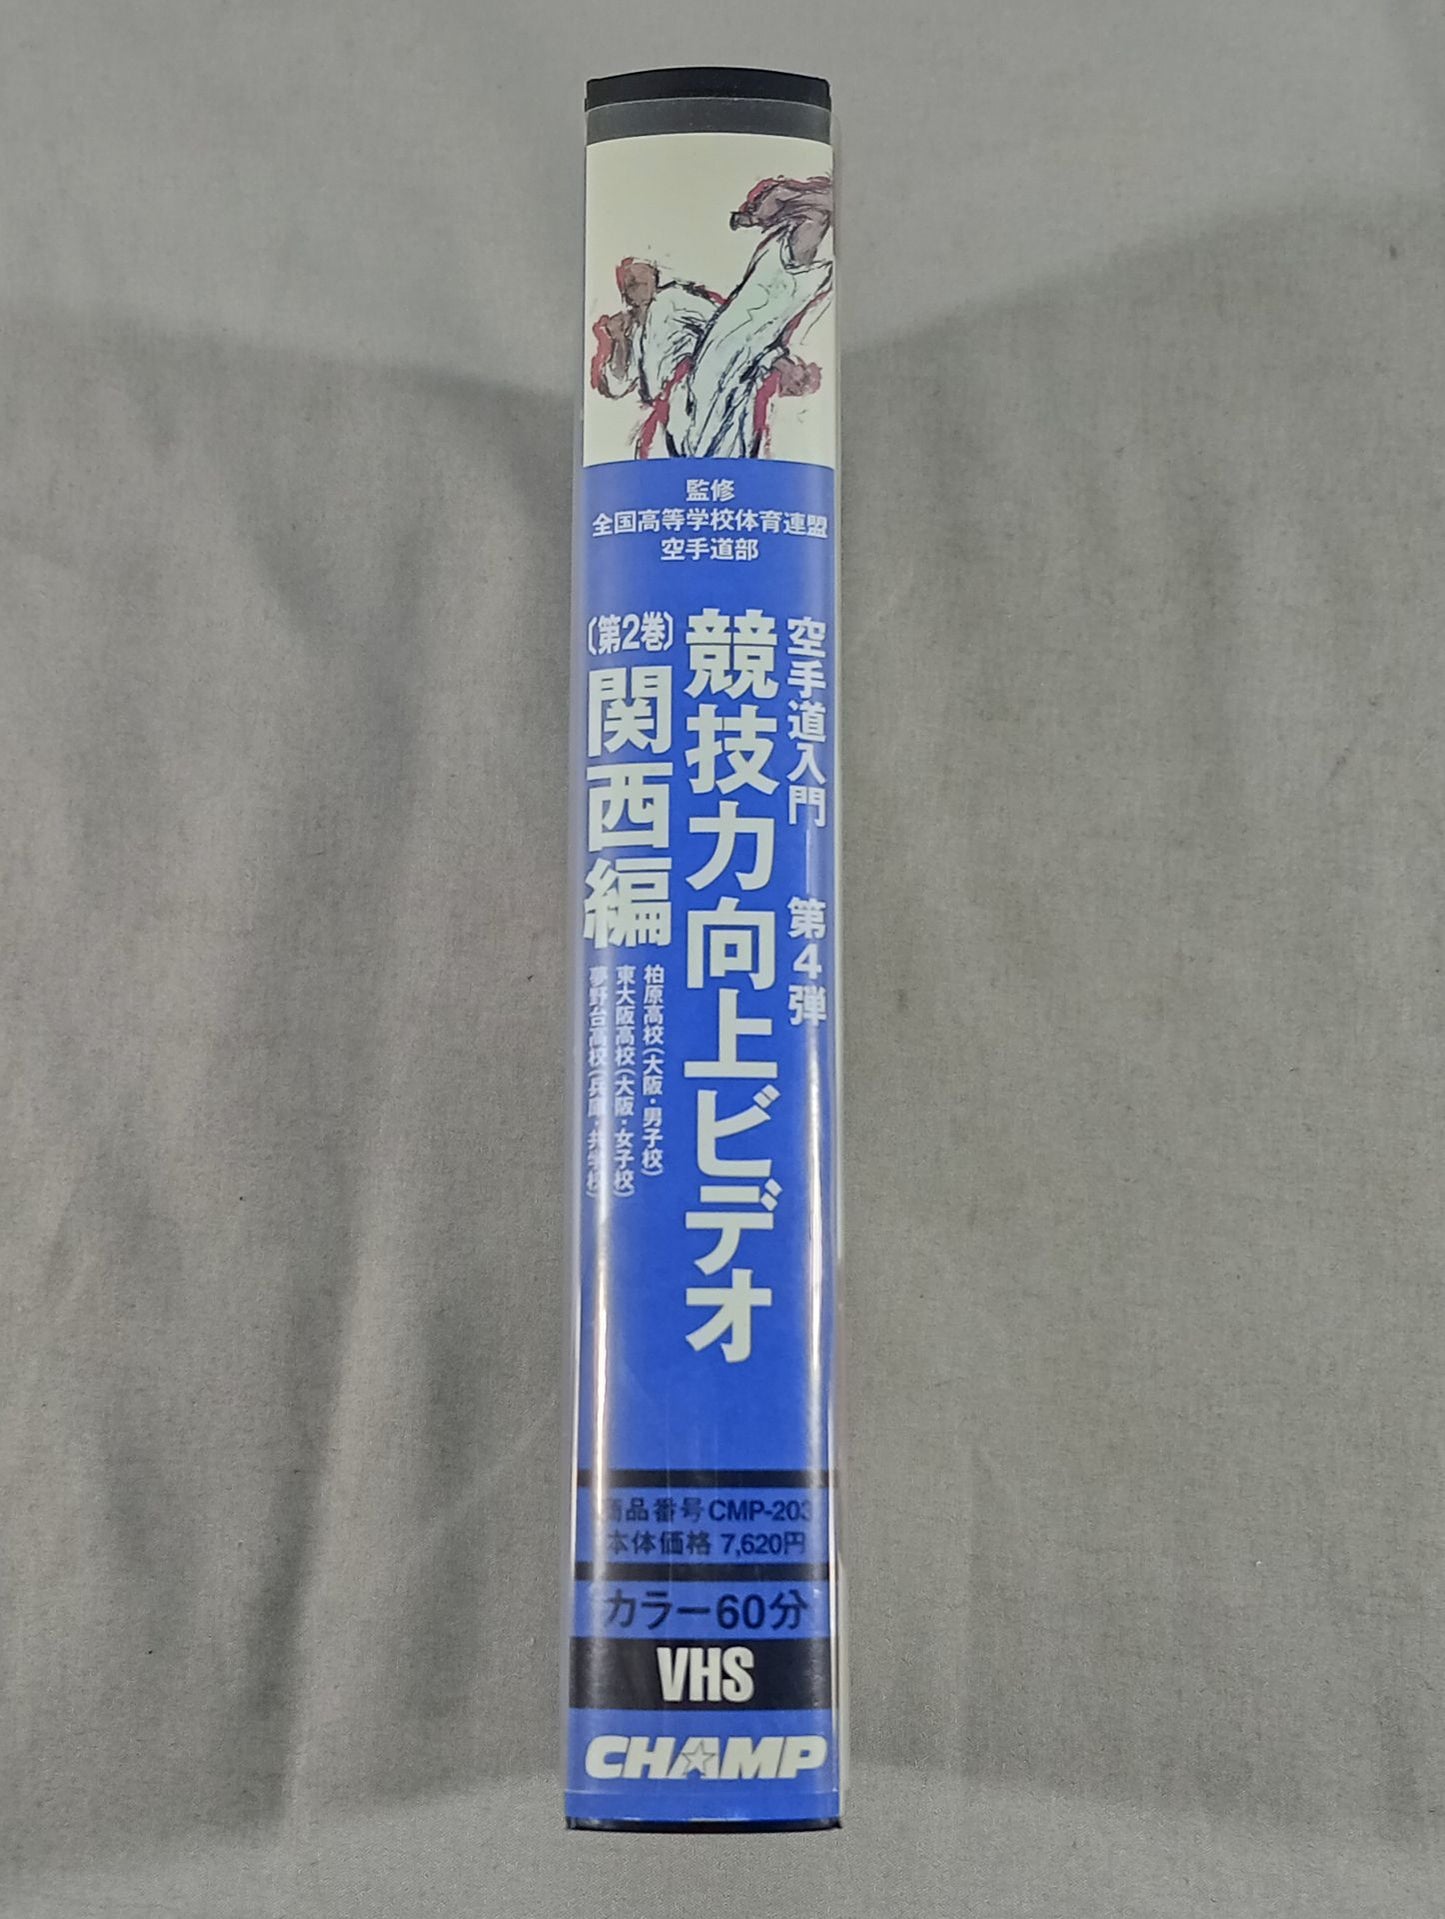 監修
全国高等学校体育連盟
空手道部
空手道入門 第4弾
競技力向上ビデオ
〔第2巻〕
関西編
柏原高校(大阪・男子校)
東大阪高校(大阪・女子校)
夢野台高校(兵庫・共学校)
商品番号 CMP-203
本体価格 7,620円
カラー60分
VHS
CHAMP